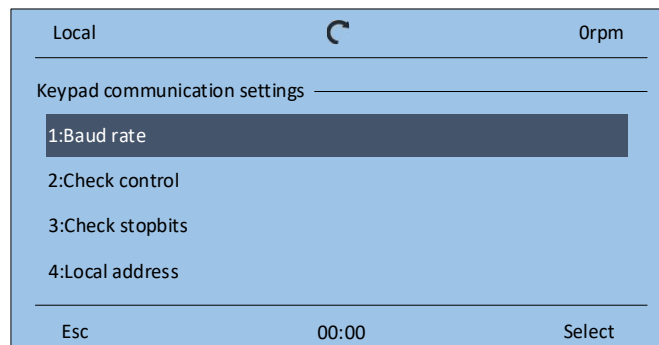 Local 0rpm
Keypad communication settings
1:Baud rate
2:Check control
3:Check stopbits
4:Local address
Esc 00:00 Select